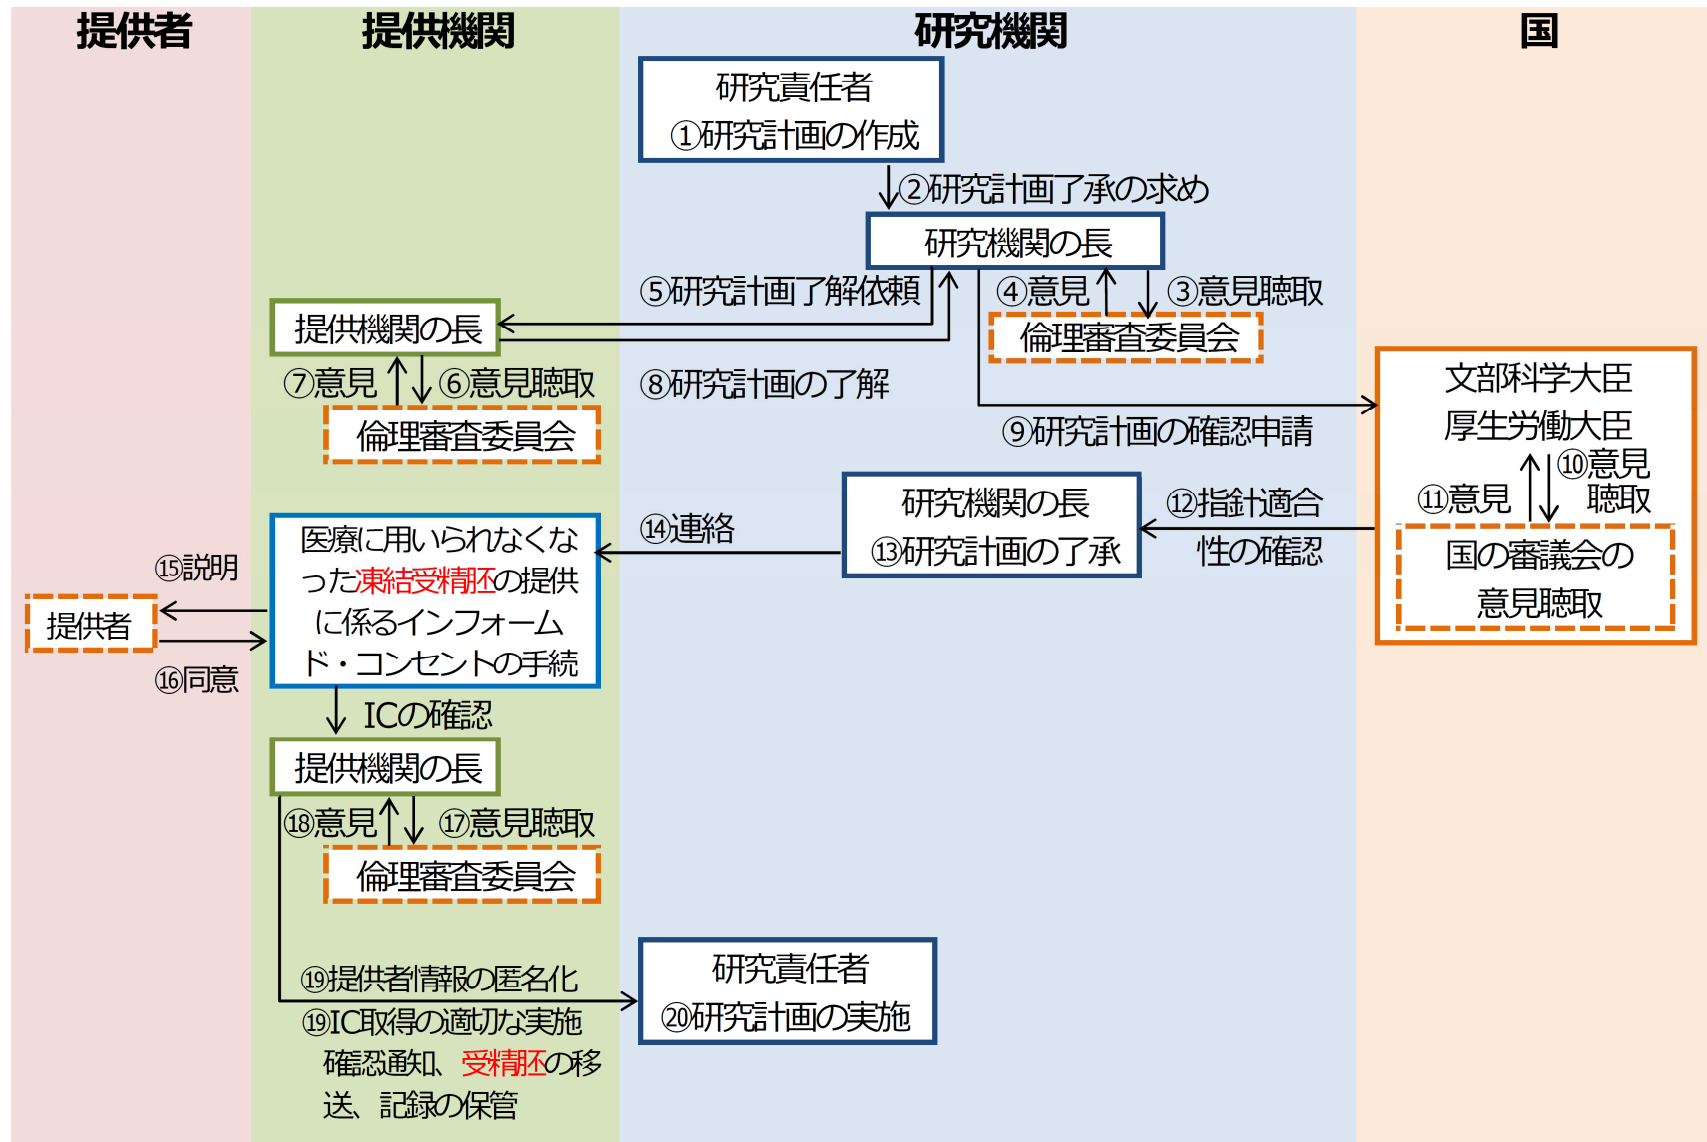 提供者
提供機関
研究機関
国
研究責任者
①研究計画の作成
②研究計画了承の求め
研究機関の長
⑤研究計画了解依頼
④意見
③意見聴取
倫理審査委員会
提供機関の長
⑦意見
⑥意見聴取
倫理審査委員会
⑧研究計画の了解
⑨研究計画の確認申請
文部科学大臣
厚生労働大臣
⑩意見
聴取
⑪意見
国の審議会の
意見聴取
⑫指針適合
性の確認
研究機関の長
⑬研究計画の了承
⑭連絡
医療に用いられなくな
った凍結受精胚の提供
に係るインフォーム
ド・コンセントの手続
⑮説明
提供者
⑯同意
ICの確認
提供機関の長
⑱意見
⑰意見聴取
倫理審査委員会
⑲提供者情報の匿名化
⑲IC取得の適切な実施
確認通知、受精胚の移
送、記録の保管
研究責任者
⑳研究計画の実施